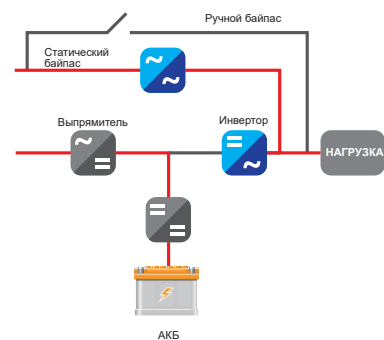 Ручной байпас
Статический
байпас
Выпрямитель
Инвертор
НАГРУЗКА
АКБ